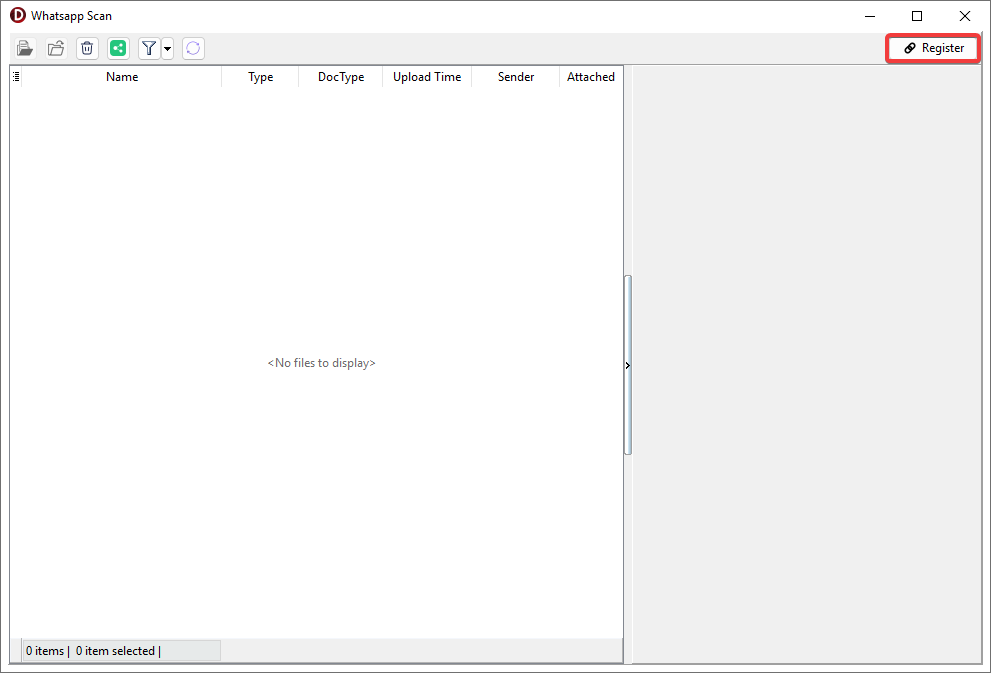 D Whatsapp Scan
Register
Name Type DocType Upload Time Sender Attached
<No files to display>
0 items | 0 item selected |